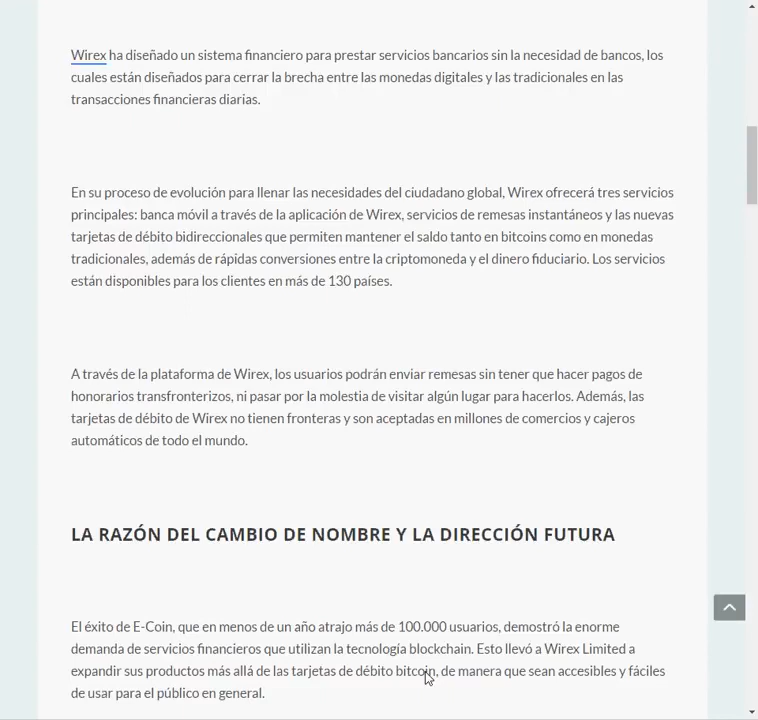 Wirex ha diseñado un sistema financiero para prestar servicios bancarios sin la necesidad de bancos, los
cuales están diseñados para cerrar la brecha entre las monedas digitales y las tradicionales en las
transacciones financieras diarias.
En su proceso de evolución para llenar las necesidades del ciudadano global, Wirex ofrecerá tres servicios
principales: banca móvil a través de la aplicación de Wirex, servicios de remesas instantáneos y las nuevas
tarjetas de débito bidireccionales que permiten mantener el saldo tanto en bitcoins como en monedas
tradicionales, además de rápidas conversiones entre la criptomoneda y el dinero fiduciario. Los servicios
están disponibles para los clientes en más de 130 países.
A través de la plataforma de Wirex, los usuarios podrán enviar remesas sin tener que hacer pagos de
honorarios transfronterizos, ni pasar por la molestia de visitar algún lugar para hacerlos. Además, las
tarjetas de débito de Wirex no tienen fronteras y son aceptadas en millones de comercios y cajeros
automáticos de todo el mundo.
LA RAZÓN DEL CAMBIO DE NOMBRE Y LA DIRECCIÓN FUTURA
El éxito de E-Coin, que en menos de un año atrajo más de 100.000 usuarios, demostró la enorme
demanda de servicios financieros que utilizan la tecnología blockchain. Esto llevó a Wirex Limited a
expandir sus productos más allá de las tarjetas de débito bitcoin, de manera que sean accesibles y fáciles
de usar para el público en general.